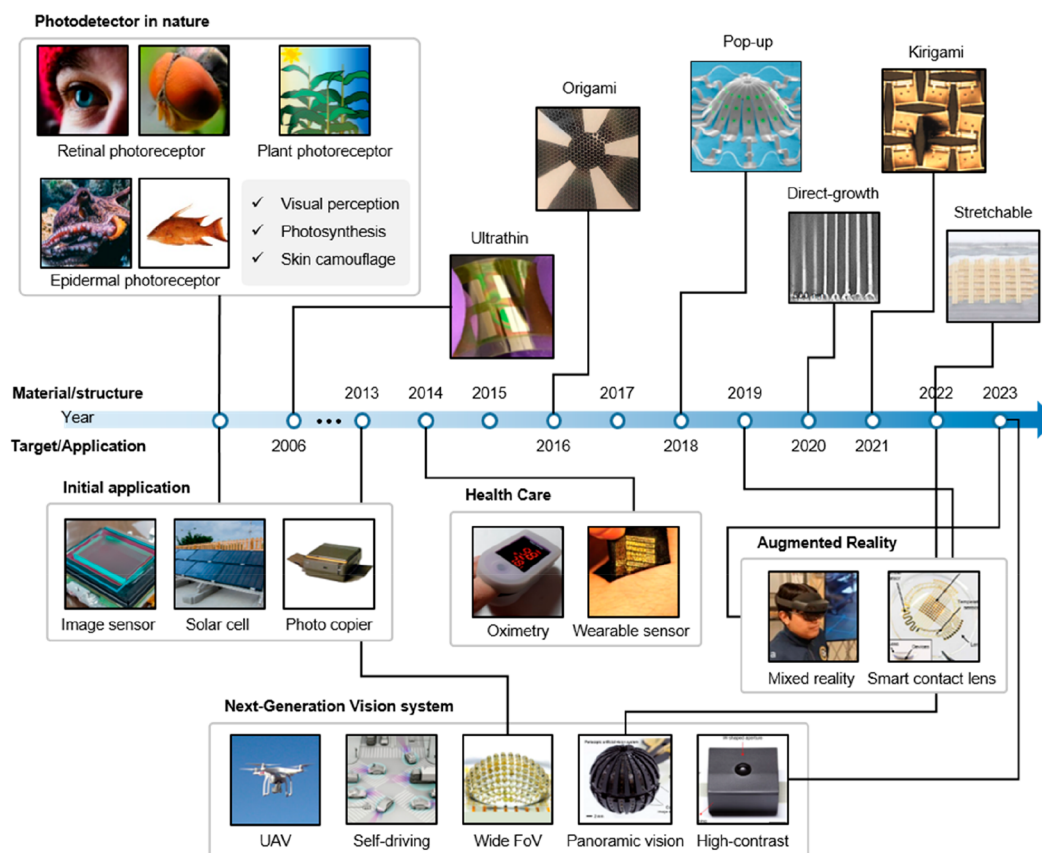 Photodetector in nature
Retinal photoreceptor
Plant photoreceptor
Epidermal photoreceptor
✓ Visual perception
✓ Photosynthesis
✓ Skin camouflage
Ultrathin
Origami
Pop-up
Direct-growth
Kirigami
Stretchable
Material/structure
2013
2014
2015
2017
2019
2022
2023
Year
Target/Application
2006
2016
2018
2020
2021
Initial application
Image sensor
Solar cell
Photo copier
Health Care
Oximetry
Wearable sensor
Augmented Reality
Mixed reality
Smart contact lens
Next-Generation Vision system
UAV
Self-driving
Wide FoV
Panoramic vision
High-contrast